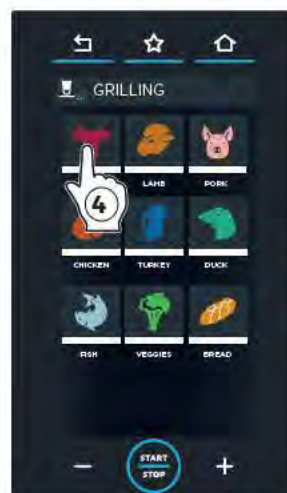 GRILLING
LAMB PORK
4
CHICKEN TURKEY DUCK
FISH VEGGIES BREAD
− START STOP +